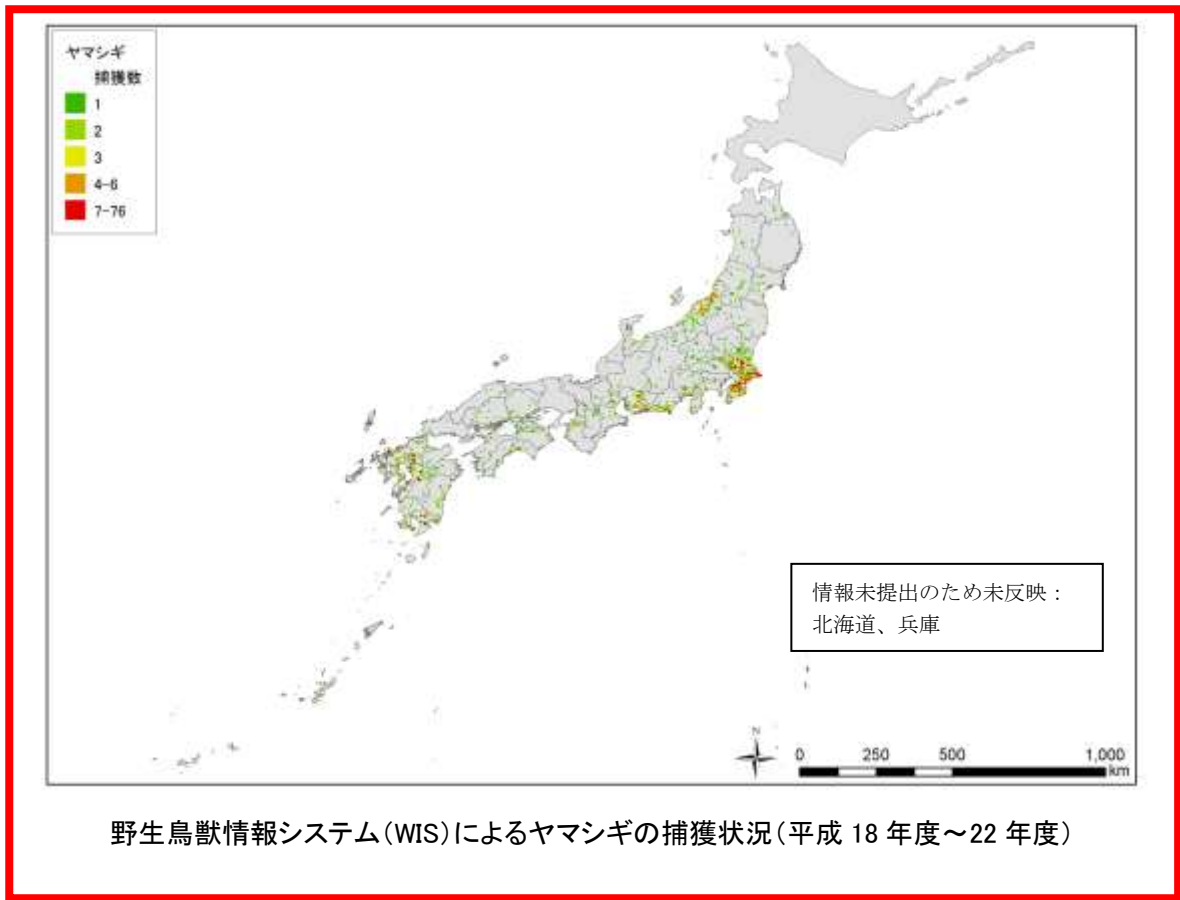 ヤマシギ
捕獲数
1
2
3
4-6
7-76
情報未提出のため未反映：
北海道、兵庫
N
0 250 500 1,000
km
野生鳥獣情報システム（WIS）によるヤマシギの捕獲状況（平成 18 年度～22 年度）